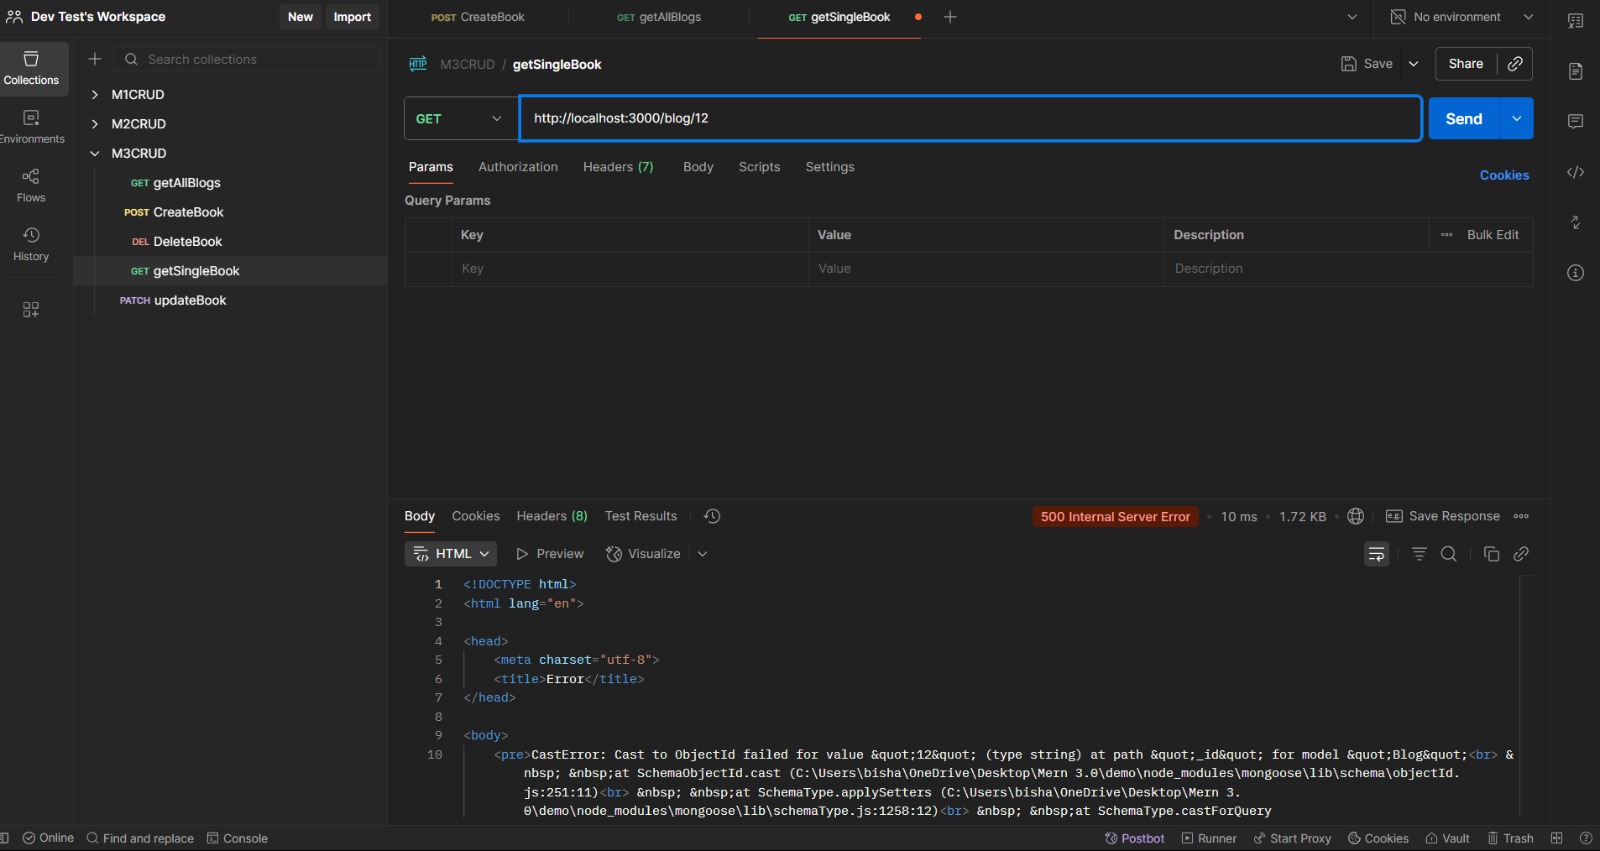 Dev Test's Workspace
New
Import
POST CreateBook
GET getAllBlogs
GET getSingleBook
No environment
Collections
Environments
Flows
History
Search collections
M1CRUD
M2CRUD
M3CRUD
GET getAllBlogs
POST CreateBook
DEL DeleteBook
GET getSingleBook
PATCH updateBook
HTTP M3CRUD / getSingleBook
Save
Share
GET
http://localhost:3000/blog/12
Send
Params Authorization Headers (7) Body Scripts Settings
Cookies
Query Params
Key Value Description Bulk Edit
Key Value Description
Body Cookies Headers (8) Test Results
500 Internal Server Error • 10 ms • 1.72 KB
e.g. Save Response
HTML Preview Visualize
1 <!DOCTYPE html>
2 <html lang="en">
3
4 <head>
5 <meta charset="utf-8">
6 <title>Error</title>
7 </head>
8
9 <body>
10 <pre>CastError: Cast to ObjectId failed for value &quot;12&quot; (type string) at path &quot;_id&quot; for model &quot;Blog&quot;<br> &
nbsp; &nbsp;at SchemaObjectId.cast (C:\Users\bisha\OneDrive\Desktop\Mern 3.0\demo\node_modules\mongoose\lib\schema\objectId.
js:251:11)<br> &nbsp; &nbsp;at SchemaType.applySetters (C:\Users\bisha\OneDrive\Desktop\Mern 3.
0\demo\node_modules\mongoose\lib\schemaType.js:1258:12)<br> &nbsp; &nbsp;at SchemaType.castForQuery
Online Find and replace Console
Postbot Runner Start Proxy Cookies Vault Trash